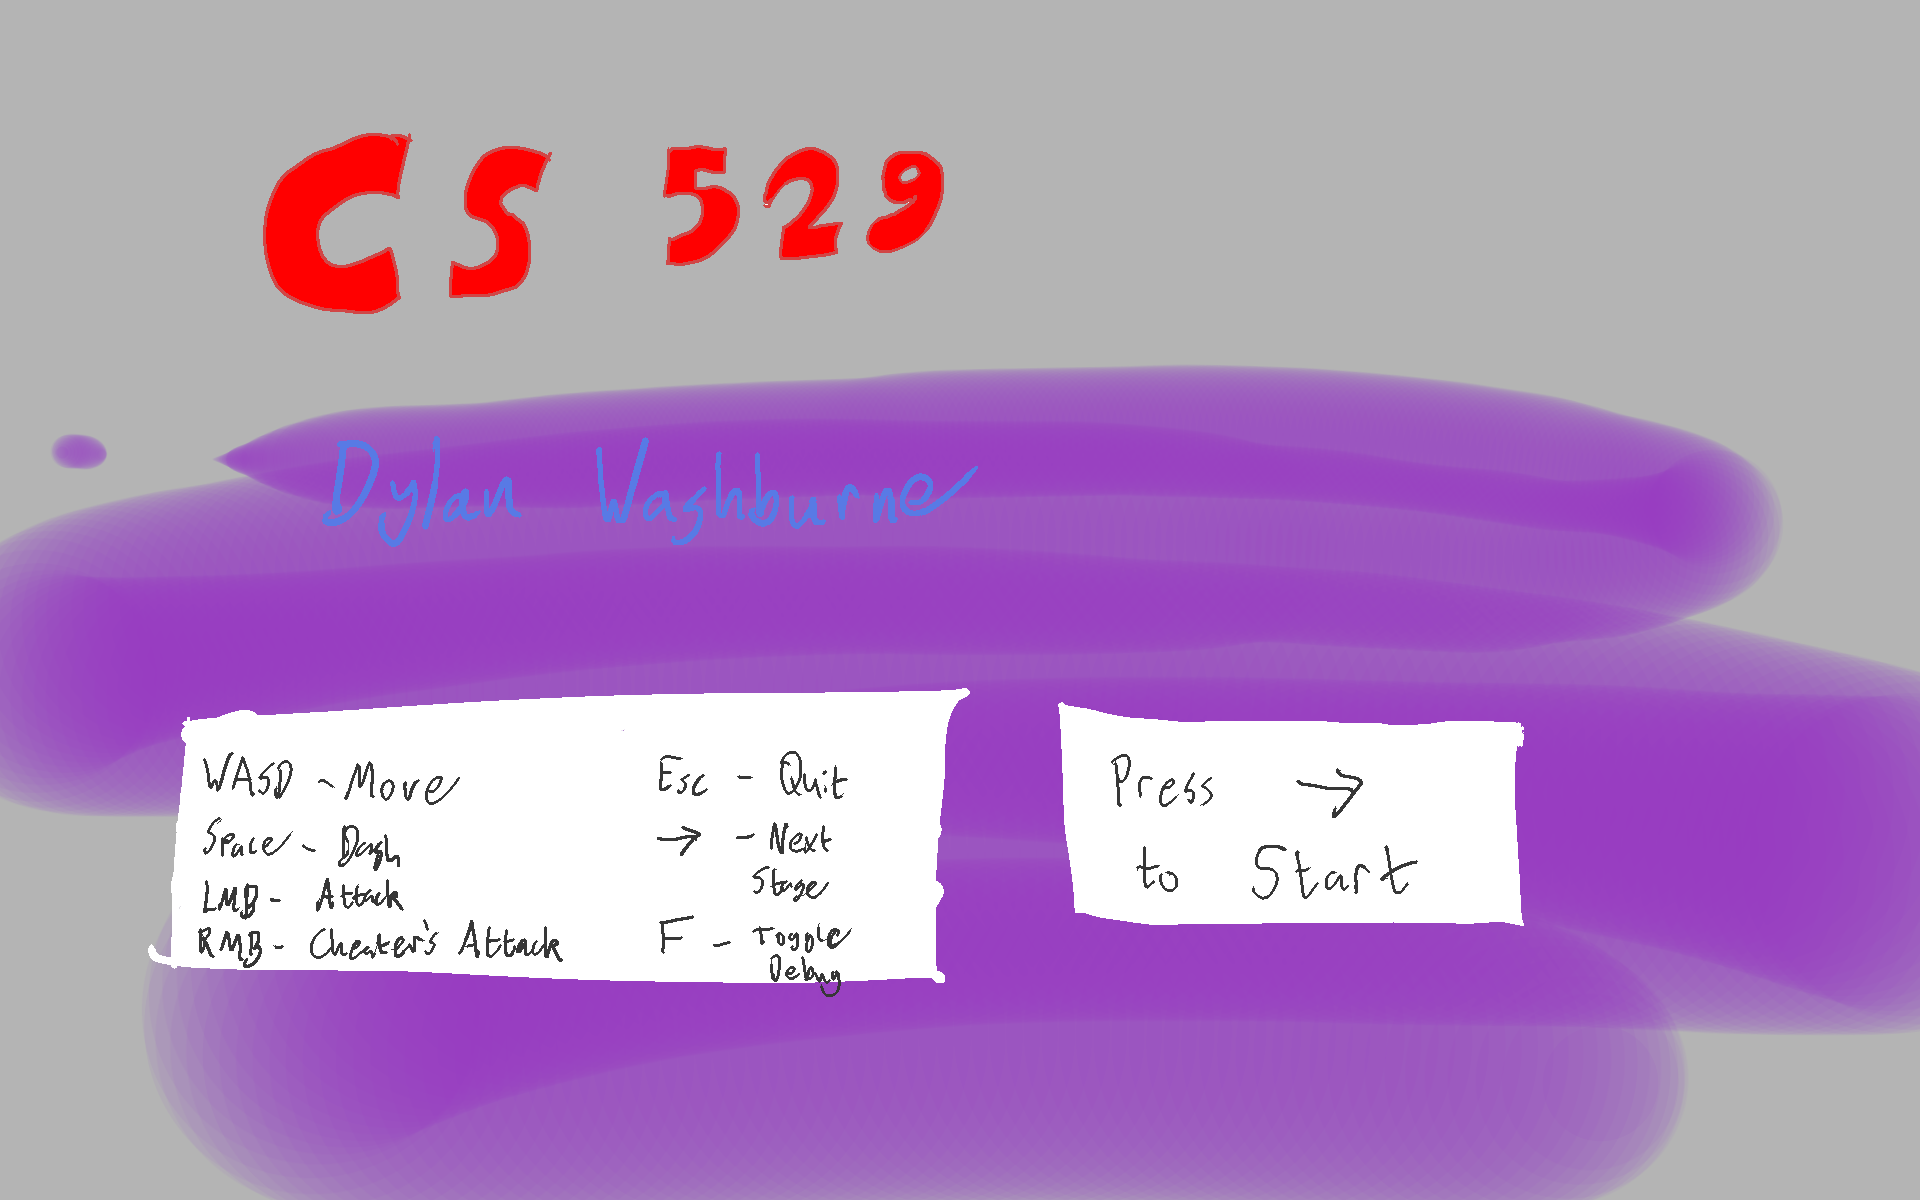 CS 529
Dylan Washburne
WASD - Move
Space - Dash
LMB - Attack
RMB - Cheater's Attack
Esc - Quit
→ - Next
Stage
F - Toggle
Debug
Press →
to Start